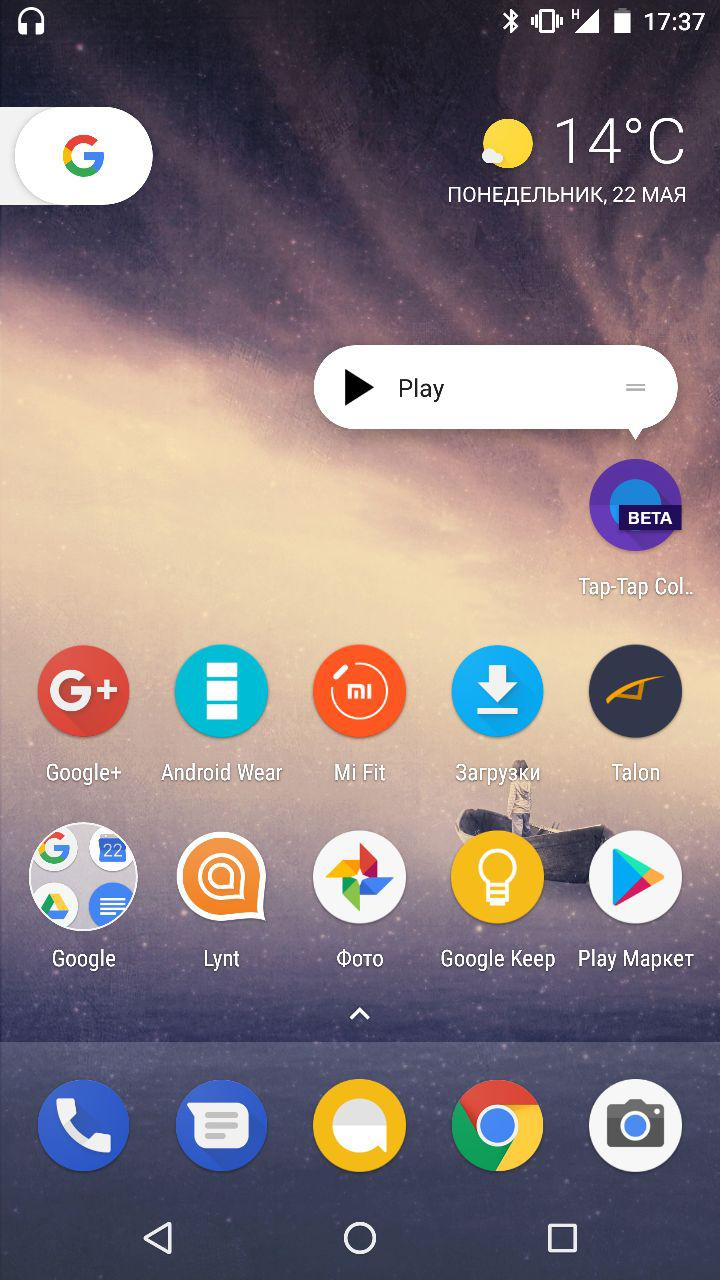 H 17:37
G
14°C
ПОНЕДЕЛЬНИК, 22 МАЯ
Play
BETA
Tap-Tap Col..
G+
mi
Google+
Android Wear
Mi Fit
Загрузки
Talon
G
22
Google
Lynt
Фото
Google Keep
Play Маркет